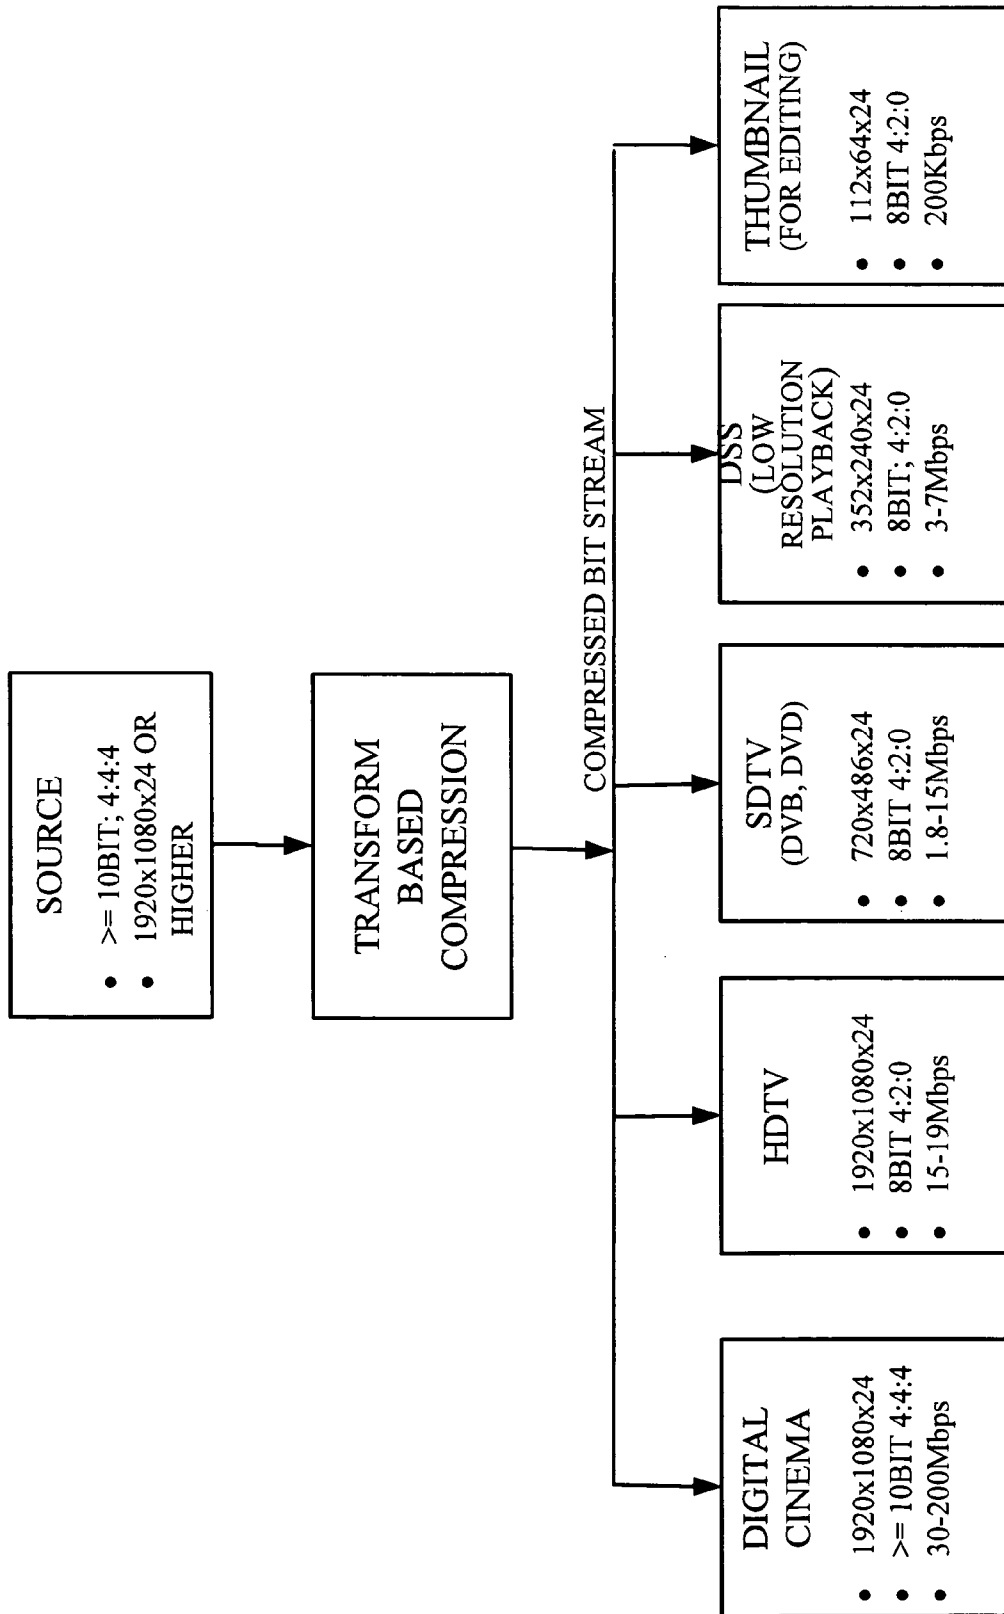 SOURCE
• >= 10BIT; 4:4:4
• 1920x1080x24 OR
HIGHER
TRANSFORM
BASED
COMPRESSION
COMPRESSED BIT STREAM
DIGITAL
CINEMA
• 1920x1080x24
• >= 10BIT 4:4:4
• 30-200Mbps
HDTV
• 1920x1080x24
• 8BIT 4:2:0
• 15-19Mbps
SDTV
(DVB, DVD)
• 720x486x24
• 8BIT 4:2:0
• 1.8-15Mbps
DSS
(LOW
RESOLUTION
PLAYBACK)
• 352x240x24
• 8BIT; 4:2:0
• 3-7Mbps
THUMBNAIL
(FOR EDITING)
• 112x64x24
• 8BIT 4:2:0
• 200Kbps